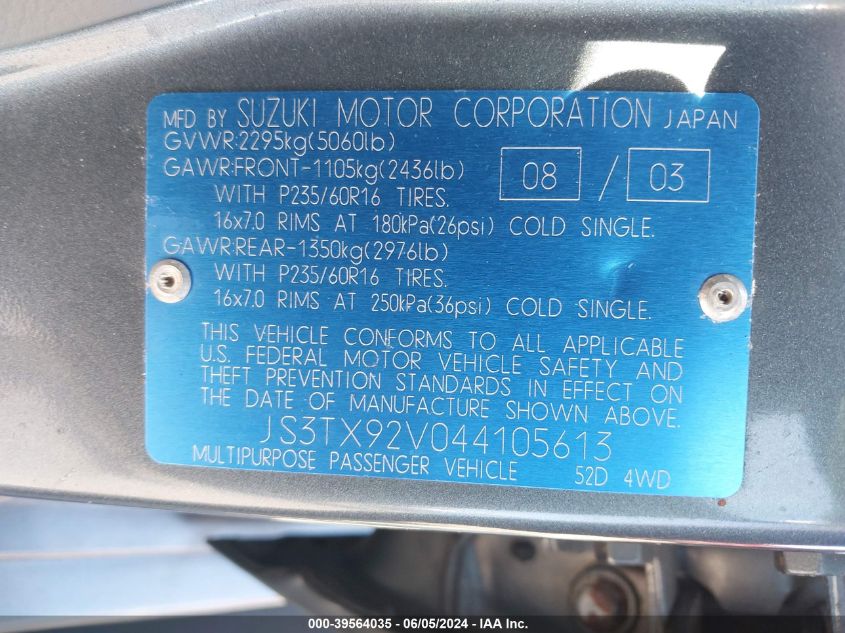 MFD BY SUZUKI MOTOR CORPORATION JAPAN
GVWR:2295kg(5060lb)
GAWR:FRONT-1105kg(2436lb) 08 / 03
WITH P235/60R16 TIRES.
16x7.0 RIMS AT 180kPa(26psi) COLD SINGLE.
GAWR:REAR-1350kg(2976lb)
WITH P235/60R16 TIRES.
16x7.0 RIMS AT 250kPa(36psi) COLD SINGLE.
THIS VEHICLE CONFORMS TO ALL APPLICABLE
U.S. FEDERAL MOTOR VEHICLE SAFETY AND
THEFT PREVENTION STANDARDS IN EFFECT ON
THE DATE OF MANUFACTURE SHOWN ABOVE.
JS3TX92V044105613
MULTIPURPOSE PASSENGER VEHICLE 52D 4WD
000-39564035 - 06/05/2024 - IAA Inc.